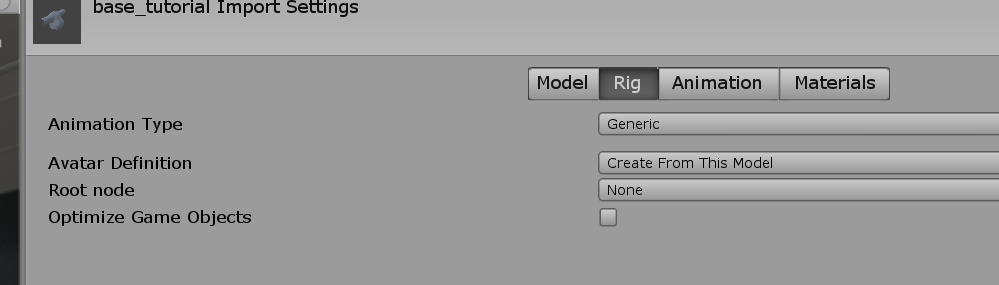 base_tutorial Import Settings
Model Rig Animation Materials
Animation Type Generic
Avatar Definition Create From This Model
Root node None
Optimize Game Objects